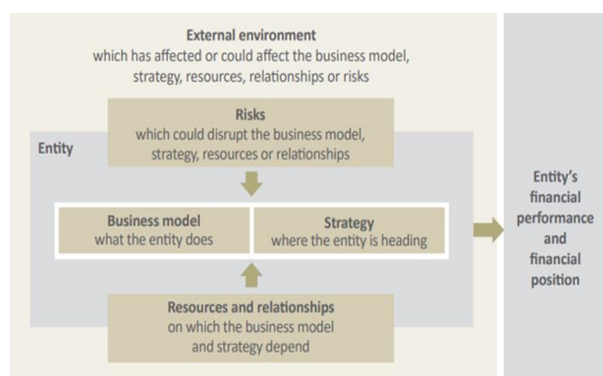 External environment
which has affected or could affect the business model,
strategy, resources, relationships or risks
Risks
which could disrupt the business model,
strategy, resources or relationships
Entity
Business model
what the entity does
Strategy
where the entity is heading
Resources and relationships
on which the business model
and strategy depend
Entity's
financial
performance
and
financial
position